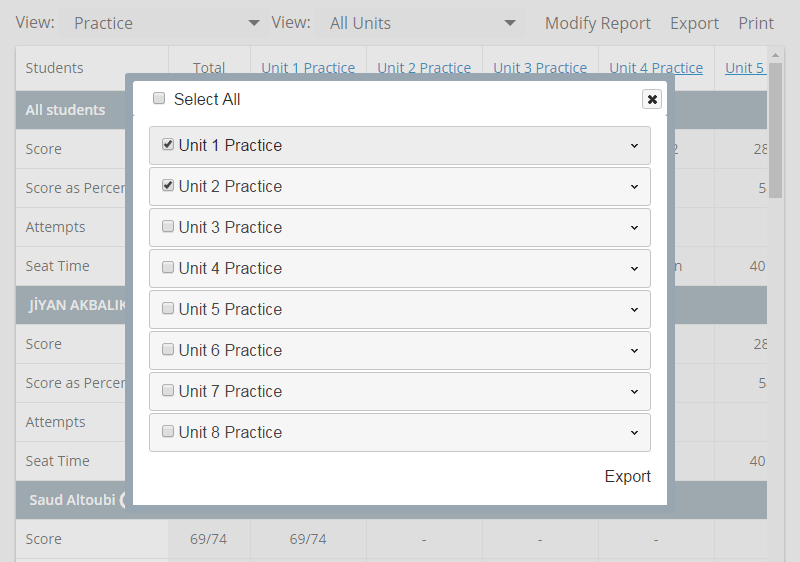 View: Practice View: All Units Modify Report Export Print
Students Total Unit 1 Practice Unit 2 Practice Unit 3 Practice Unit 4 Practice Unit 5
Select All
All students
Unit 1 Practice
Score 2 28
Unit 2 Practice
Score as Percen 5
Unit 3 Practice
Attempts
Unit 4 Practice
Seat Time n 40
Unit 5 Practice
JİYAN AKBALIK
Unit 6 Practice
Score 28
Unit 7 Practice
Score as Percen 5
Unit 8 Practice
Attempts
Seat Time 40
Export
Saud Altoubi
Score 69/74 69/74 - - -